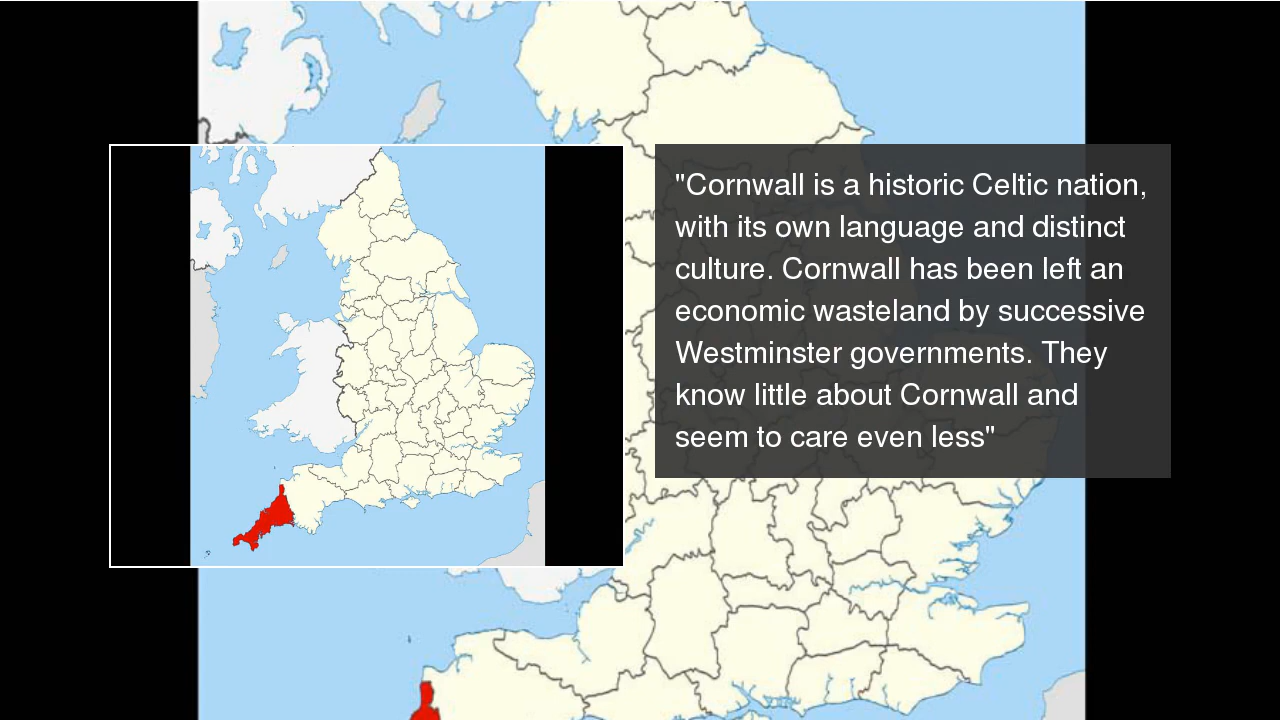 "Cornwall is a historic Celtic nation,
with its own language and distinct
culture. Cornwall has been left an
economic wasteland by successive
Westminster governments. They
know little about Cornwall and
seem to care even less"